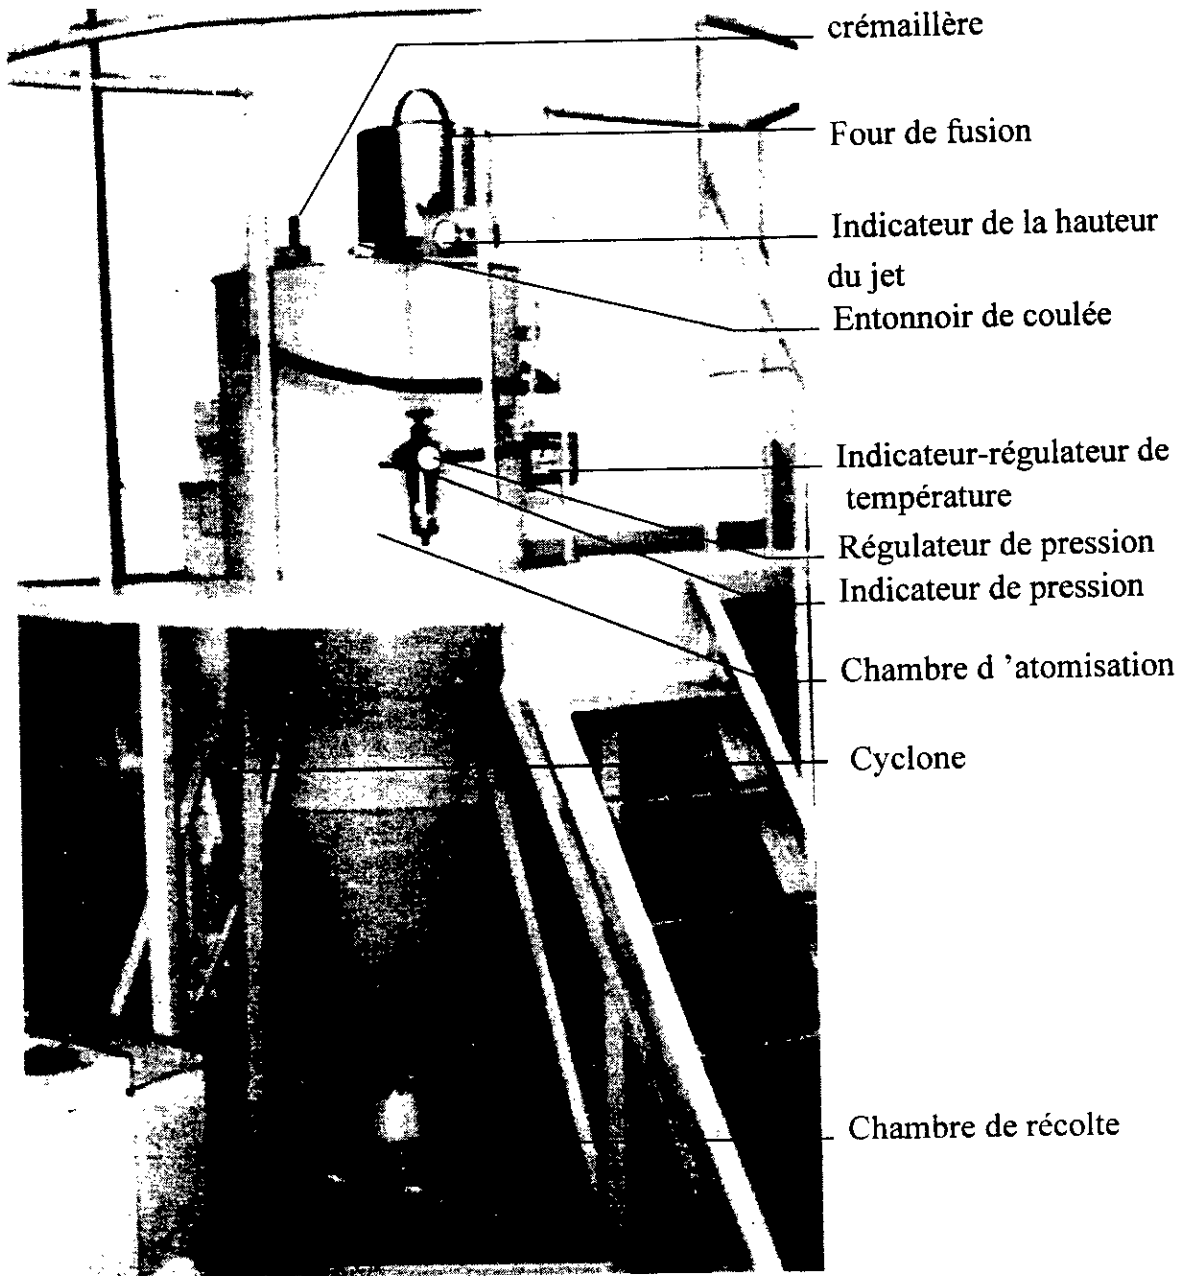 crémaillère
Four de fusion
Indicateur de la hauteur
du jet
Entonnoir de coulée
Indicateur-régulateur de
température
Régulateur de pression
Indicateur de pression
Chambre d ’atomisation
Cyclone
Chambre de récolte